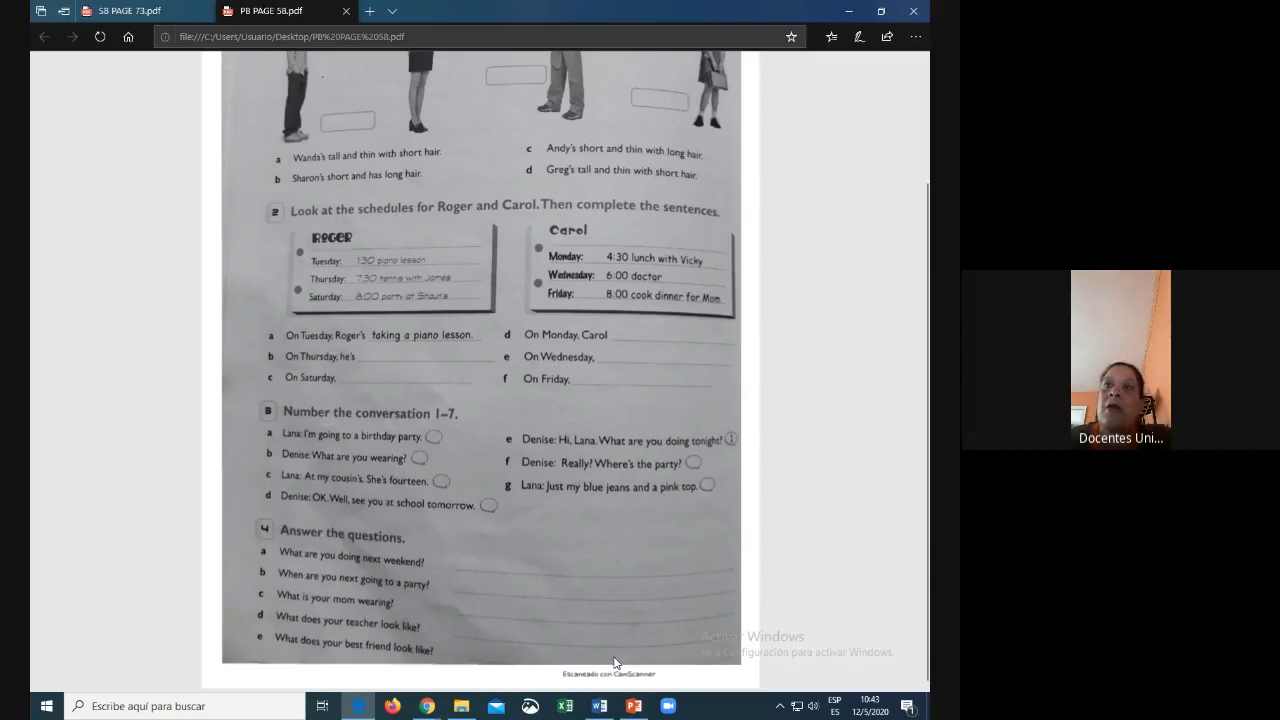 SB PAGE 73.pdf
PB PAGE 58.pdf
file:///C:/Users/Usuario/Desktop/PB%20PAGE%2058.pdf
a Wanda's tall and thin with short hair.
b Sharon's short and has long hair.
c Andy's short and thin with long hair.
d Greg's tall and thin with short hair.
2 Look at the schedules for Roger and Carol. Then complete the sentences.
ROGER
Tuesday: 1:30 piano lesson
Thursday: 7:30 tennis with James
Saturday: 8:00 party at Shaun's
Carol
Monday: 4:30 lunch with Vicky
Wednesday: 6:00 doctor
Friday: 8:00 cook dinner for Mom
a On Tuesday, Roger's taking a piano lesson.
b On Thursday, he's
c On Saturday,
d On Monday, Carol
e On Wednesday,
f On Friday,
3 Number the conversation 1–7.
a Lana: I'm going to a birthday party.
b Denise: What are you wearing?
c Lana: At my cousin's. She's fourteen.
d Denise: OK. Well, see you at school tomorrow.
e Denise: Hi, Lana. What are you doing tonight? 1
f Denise: Really? Where's the party?
g Lana: Just my blue jeans and a pink top.
4 Answer the questions.
a What are you doing next weekend?
b When are you next going to a party?
c What is your mom wearing?
d What does your teacher look like?
e What does your best friend look like?
Escaneado con CamScanner
Activar Windows
Ve a Configuración para activar Windows.
Docentes Uni...
Escribe aquí para buscar
ESP
ES
10:43
12/5/2020
1